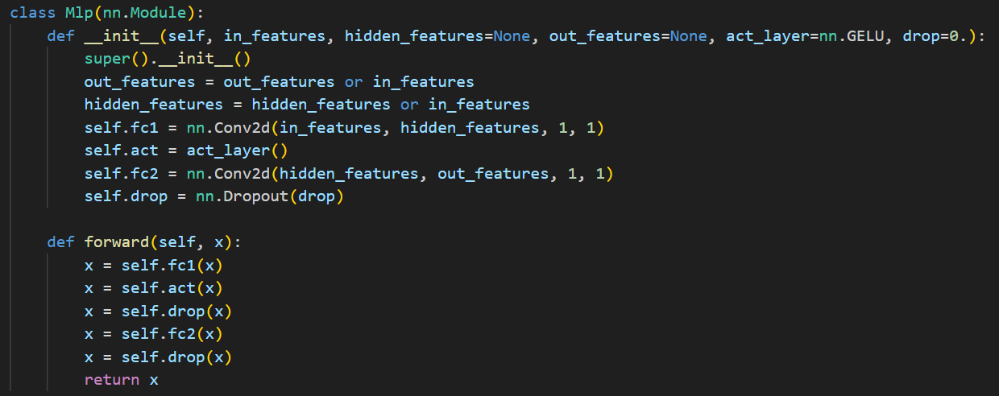 class Mlp(nn.Module):
    def __init__(self, in_features, hidden_features=None, out_features=None, act_layer=nn.GELU, drop=0.):
        super().__init__()
        out_features = out_features or in_features
        hidden_features = hidden_features or in_features
        self.fc1 = nn.Conv2d(in_features, hidden_features, 1, 1)
        self.act = act_layer()
        self.fc2 = nn.Conv2d(hidden_features, out_features, 1, 1)
        self.drop = nn.Dropout(drop)

    def forward(self, x):
        x = self.fc1(x)
        x = self.act(x)
        x = self.drop(x)
        x = self.fc2(x)
        x = self.drop(x)
        return x